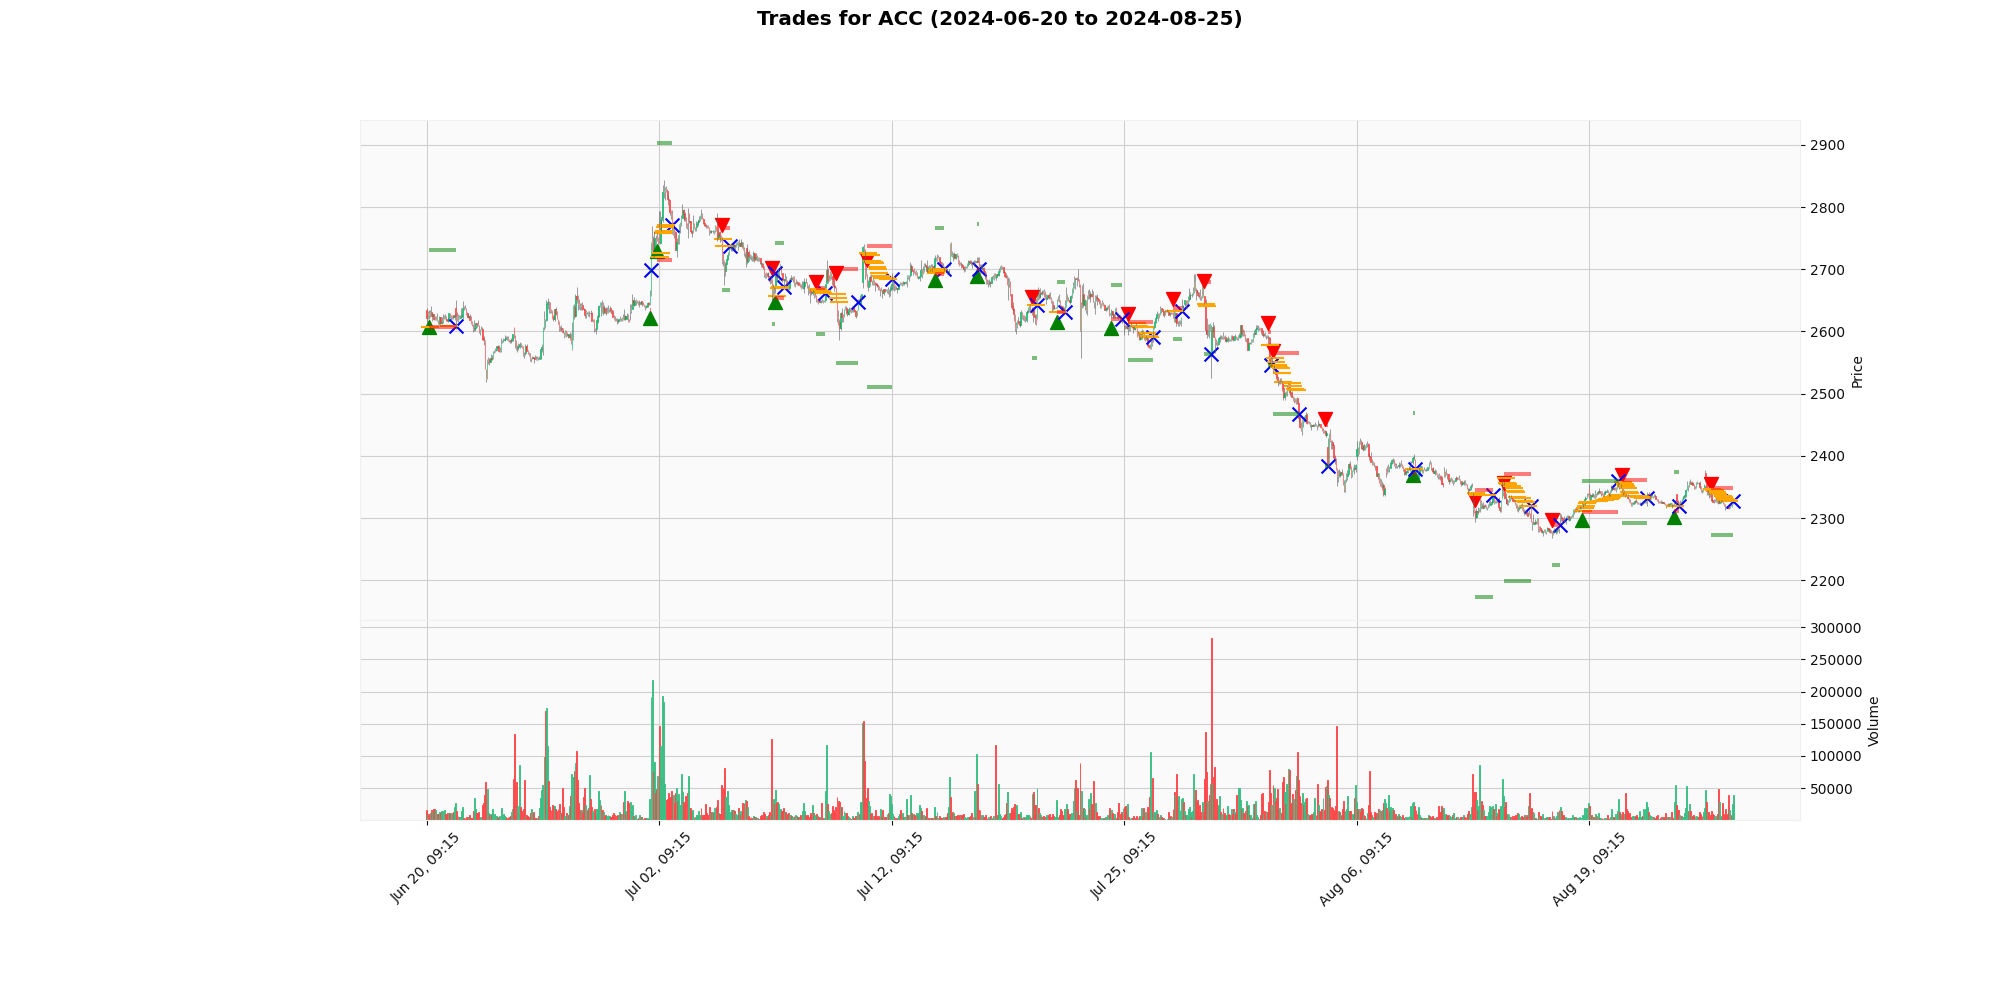 Trades for ACC (2024-06-20 to 2024-08-25)
2900
2800
2700
2600
2500
2400
2300
2200
Price
300000
250000
200000
150000
100000
50000
Volume
Jun 20, 09:15
Jul 02, 09:15
Jul 12, 09:15
Jul 25, 09:15
Aug 06, 09:15
Aug 19, 09:15